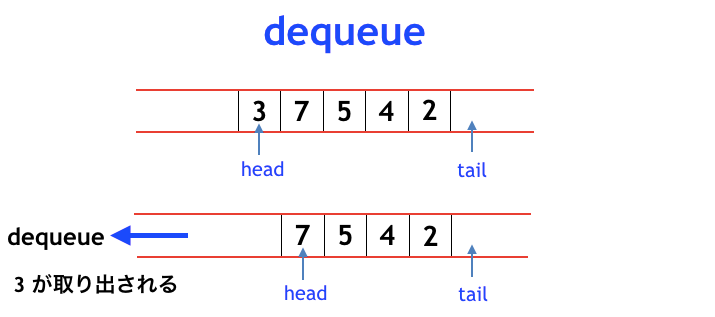 dequeue
3 7 5 4 2
head tail
7 5 4 2
dequeue
3 が取り出される
head tail